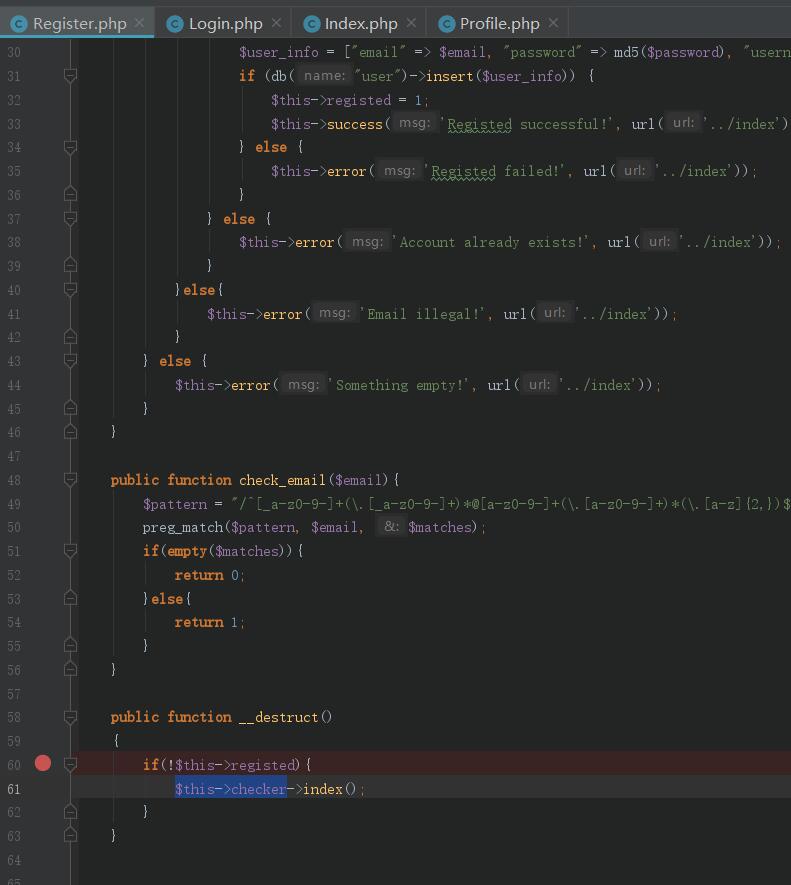 Register.php × Login.php × Index.php × Profile.php ×
30 $user_info = ["email" => $email, "password" => md5($password), "usern
31 if (db( name: "user")->insert($user_info)) {
32 $this->registed = 1;
33 $this->success( msg: 'Registed successful!', url( url: '../index')
34 } else {
35 $this->error( msg: 'Registed failed!', url( url: '../index'));
36 }
37 } else {
38 $this->error( msg: 'Account already exists!', url( url: '../index'));
39 }
40 }else{
41 $this->error( msg: 'Email illegal!', url( url: '../index'));
42 }
43 } else {
44 $this->error( msg: 'Something empty!', url( url: '../index'));
45 }
46 }
47
48 public function check_email($email){
49 $pattern = "/^[_a-z0-9-]+(\.[_a-z0-9-]+)*@[a-z0-9-]+(\.[a-z0-9-]+)*(\.[a-z]{2,})$
50 preg_match($pattern, $email, &: $matches);
51 if(empty($matches)){
52 return 0;
53 }else{
54 return 1;
55 }
56 }
57
58 public function __destruct()
59 {
60 if(!$this->registed){
61 $this->checker->index();
62 }
63 }
64
65